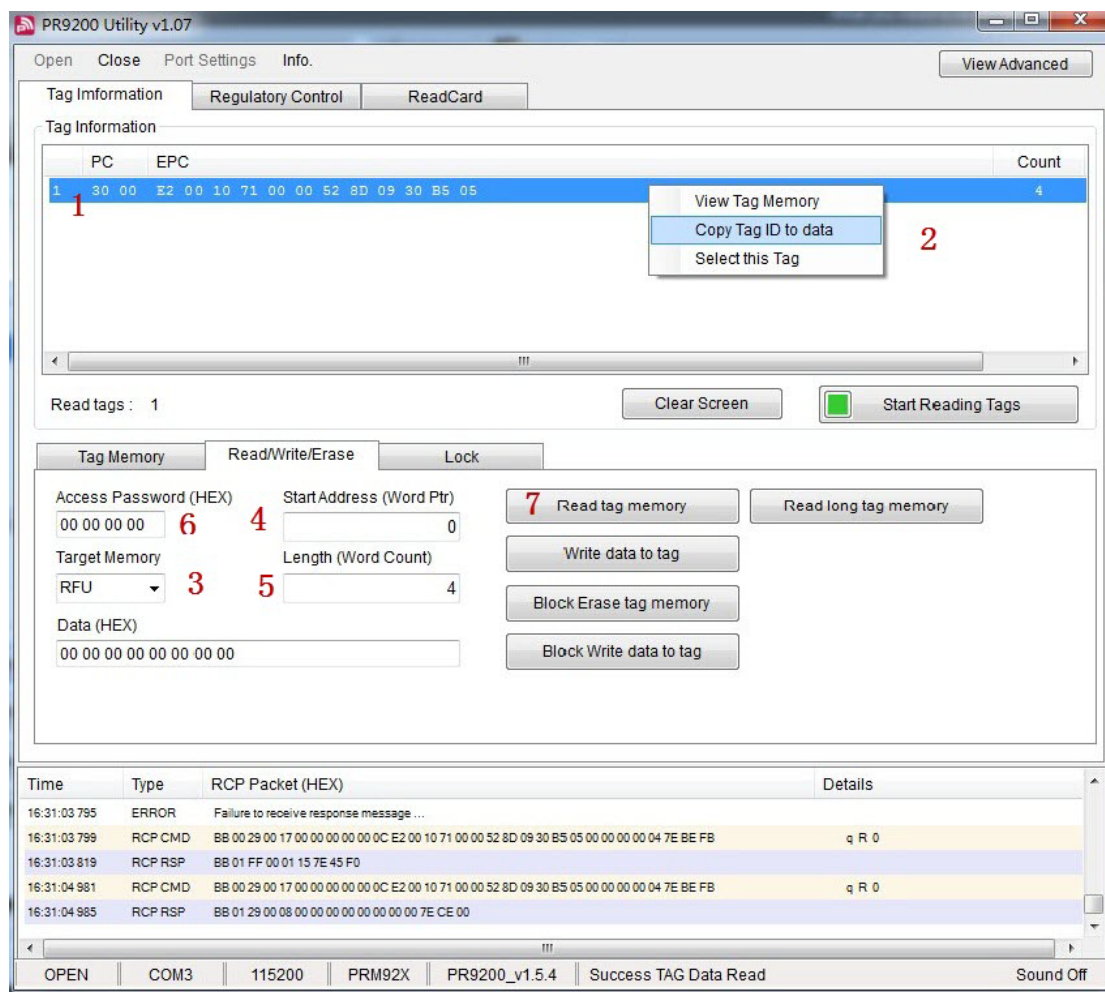 PR9200 Utility v1.07
Open Close Port Settings Info. View Advanced
Tag Imformation Regulatory Control ReadCard
Tag Information
PC EPC Count
1 30 00 E2 00 10 71 00 00 52 8D 09 30 B5 05 4
1
View Tag Memory
Copy Tag ID to data
2
Select this Tag
Read tags : 1 Clear Screen Start Reading Tags
Tag Memory Read/Write/Erase Lock
Access Password (HEX) Start Address (Word Ptr)
00 00 00 00 6 4 0 7 Read tag memory Read long tag memory
Target Memory Length (Word Count) Write data to tag
RFU 3 5 4
Block Erase tag memory
Data (HEX)
00 00 00 00 00 00 00 00 Block Write data to tag
Time Type RCP Packet (HEX) Details
16:31:03 795 ERROR Failure to receive response message ...
16:31:03 799 RCP CMD BB 00 29 00 17 00 00 00 00 00 0C E2 00 10 71 00 00 52 8D 09 30 B5 05 00 00 00 00 04 7E BE FB q R 0
16:31:03 819 RCP RSP BB 01 FF 00 01 15 7E 45 F0
16:31:04 981 RCP CMD BB 00 29 00 17 00 00 00 00 00 0C E2 00 10 71 00 00 52 8D 09 30 B5 05 00 00 00 00 04 7E BE FB q R 0
16:31:04 985 RCP RSP BB 01 29 00 08 00 00 00 00 00 00 00 00 7E CE 00
OPEN COM3 115200 PRM92X PR9200_v1.5.4 Success TAG Data Read Sound Off